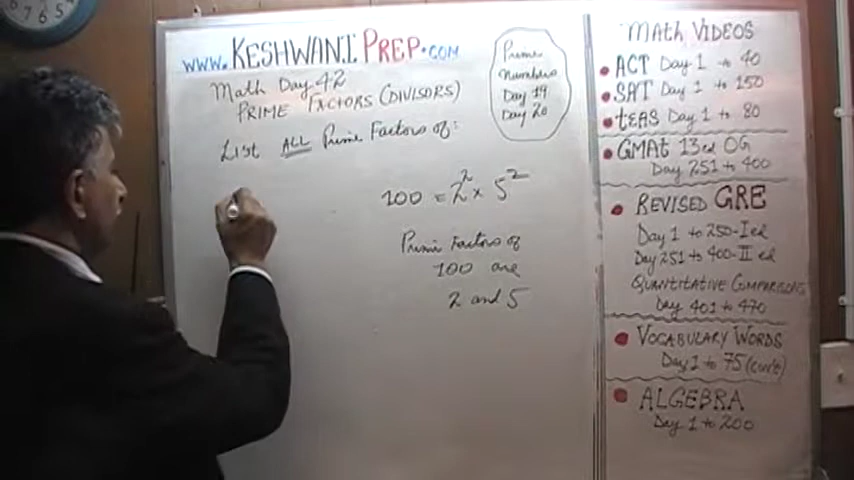 www.KESHWANIPREP.COM
Math Day 42
PRIME FACTORS (DIVISORS)
List ALL Prime Factors of:
100 = 2² × 5²
Prime Factors of
100 are
2 and 5
Prime
Numbers
Day 19
Day 20
MATH VIDEOS
ACT Day 1 to 40
SAT Day 1 to 150
tEAS Day 1 to 80
GMAt 13ed OG
Day 251 to 400
REVISED GRE
Day 1 to 250-I ed
Day 251 to 400-II ed
QUANTITATIVE COMPARISONS
Day 401 to 470
VOCABULARY WORDS
Day 1 to 75
ALGEBRA
Day 1 to 200
7 6 5